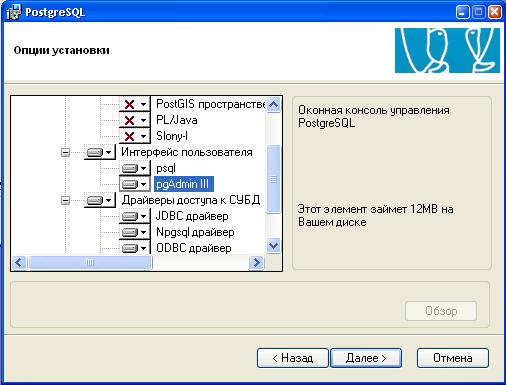 PostgreSQL
Опции установки
PostGIS пространстве
PL/Java
Slony-I
Интерфейс пользователя
psql
pgAdmin III
Драйверы доступа к СУБД
JDBC драйвер
Npgsql драйвер
ODBC драйвер
Оконная консоль управления
PostgreSQL
Этот элемент займет 12MB на
Вашем диске
Обзор
< Назад
Далее >
Отмена